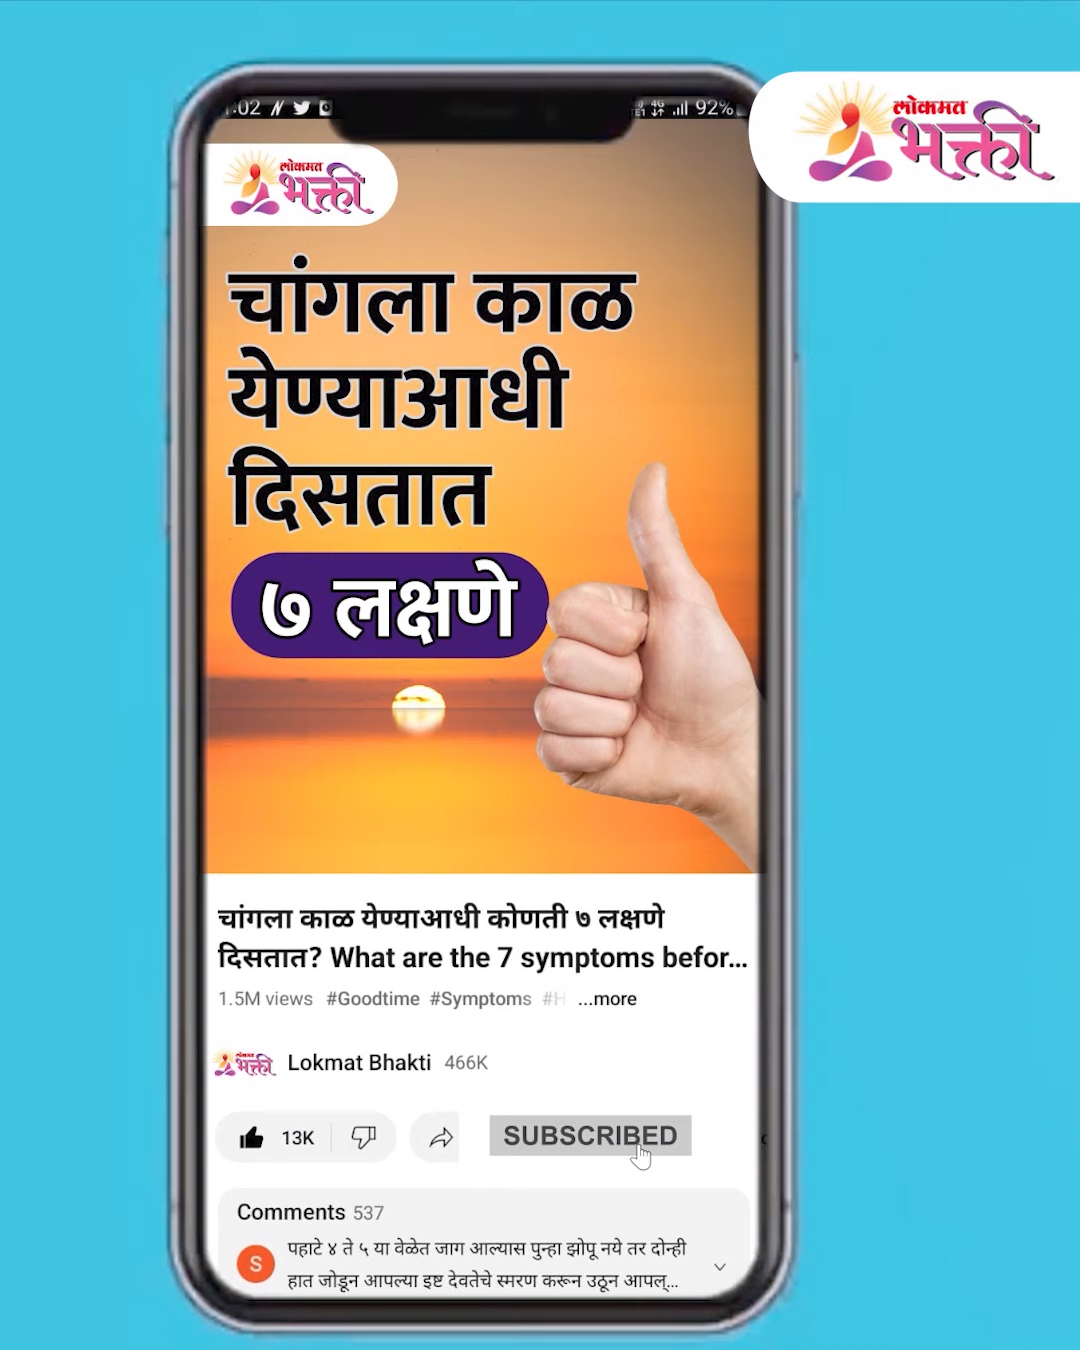 :02 92%
लोकमत
भक्ती
लोकमत
भक्ती
चांगला काळ
येण्याआधी
दिसतात
७ लक्षणे
चांगला काळ येण्याआधी कोणती ७ लक्षणे
दिसतात? What are the 7 symptoms befor...
1.5M views #Goodtime #Symptoms #H ...more
भक्ती Lokmat Bhakti 466K
13K SUBSCRIBED
Comments 537
S पहाटे ४ ते ५ या वेळेत जाग आल्यास पुन्हा झोपू नये तर दोन्ही
हात जोडून आपल्या इष्ट देवतेचे स्मरण करून उठून आपल्...